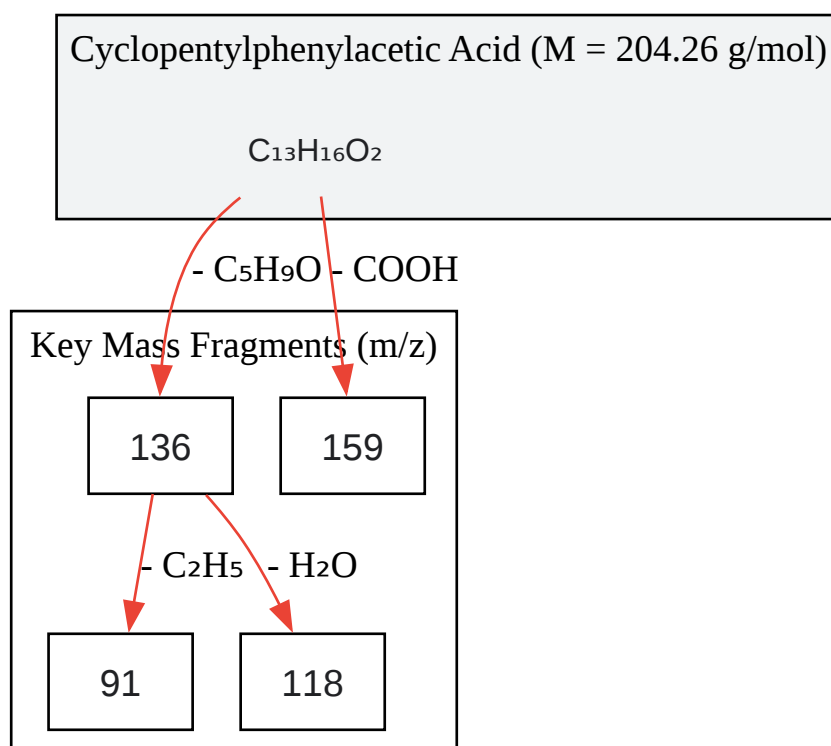 Cyclopentylphenylacetic Acid (M = 204.26 g/mol)
C₁₃H₁₆O₂
- C₅H₉O - COOH
Key Mass Fragments (m/z)
136 159
- C₂H₅ - H₂O
91 118